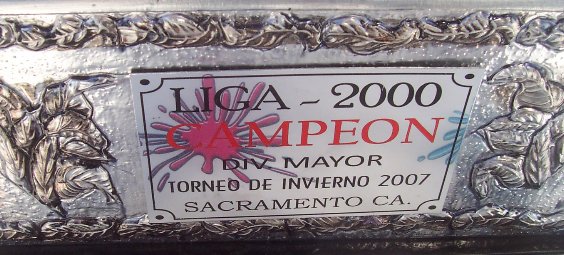 LIGA - 2000
CAMPEON
DIV. MAYOR
TORNEO DE INVIERNO 2007
SACRAMENTO CA.